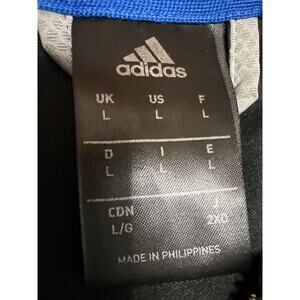 adidas
UK US F
L L L
D I E
L L L
CDN J
L/G 2XO
MADE IN PHILIPPINES